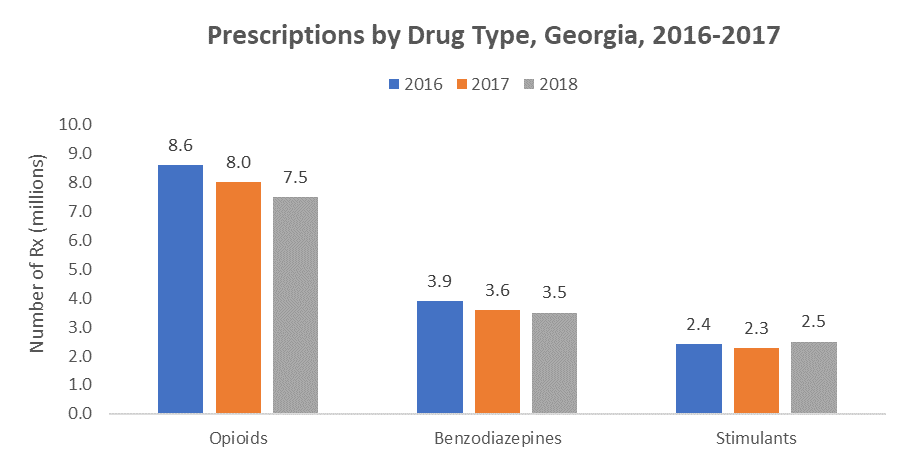 Prescriptions by Drug Type, Georgia, 2016-2017
2016 2017 2018
Number of Rx (millions)
10.0
9.0
8.0
7.0
6.0
5.0
4.0
3.0
2.0
1.0
0.0
8.6 8.0 7.5
3.9 3.6 3.5
2.4 2.3 2.5
Opioids Benzodiazepines Stimulants